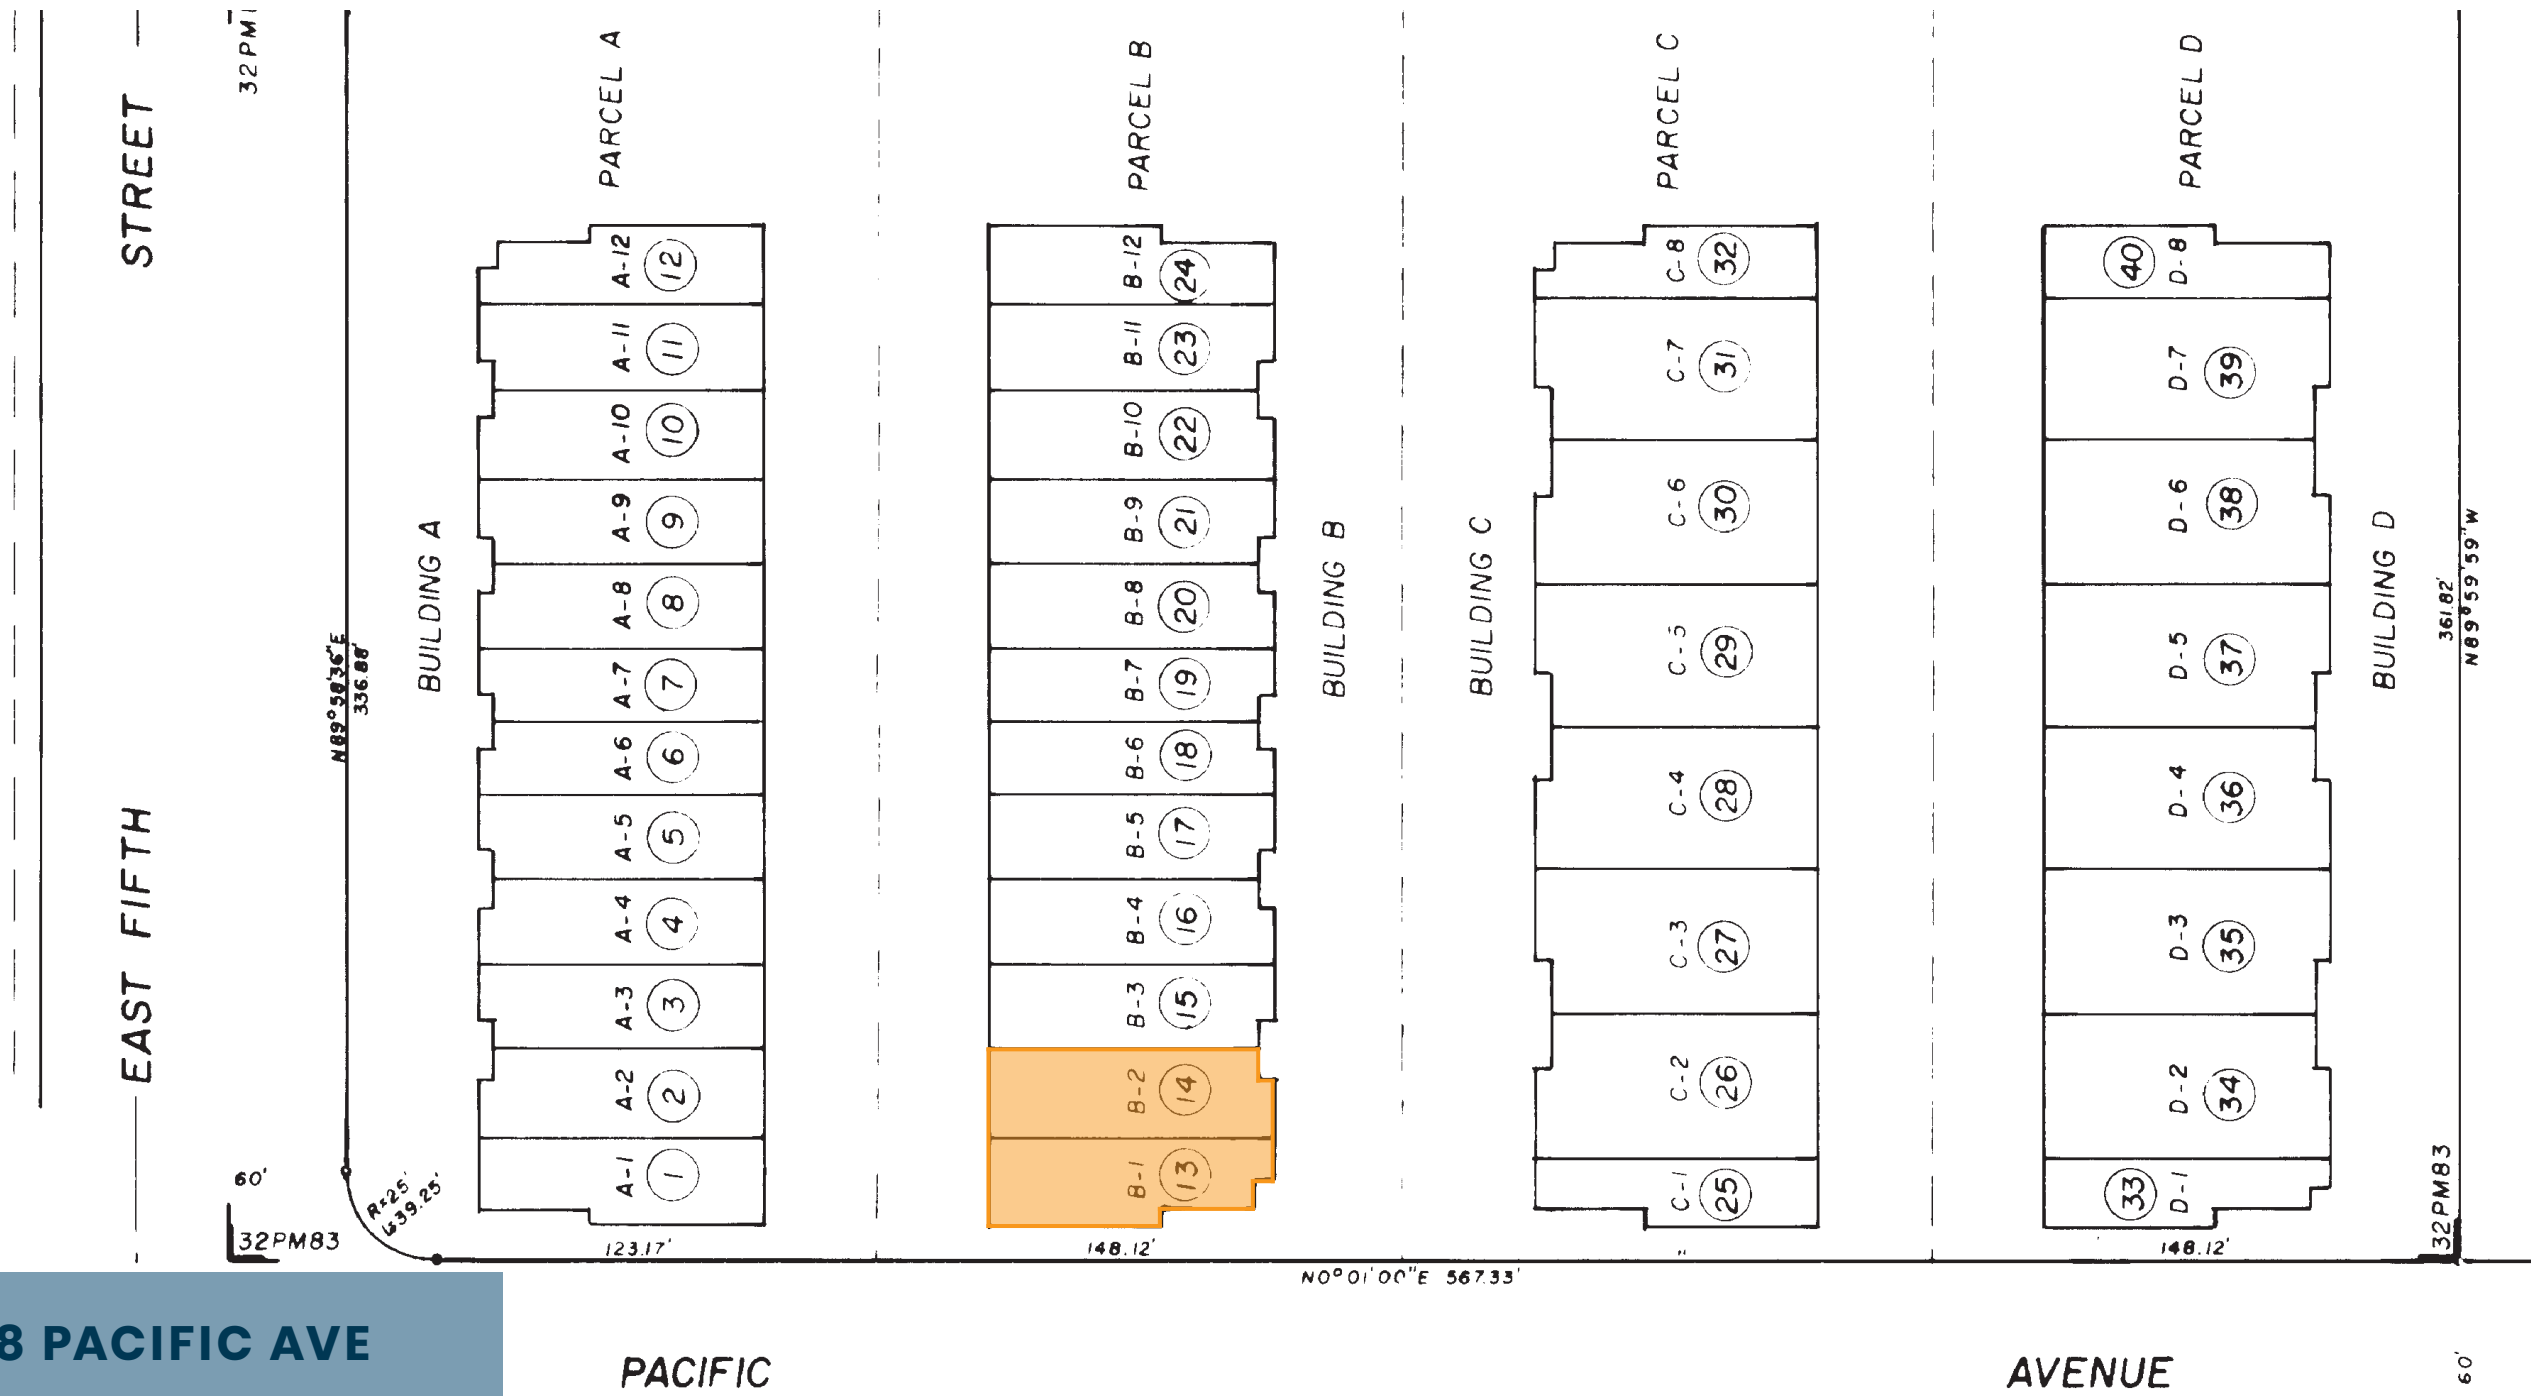 32PM
STREET
EAST FIFTH
PARCEL A
PARCEL B
PARCEL C
PARCEL D
BUILDING A
A-12 12
A-11 11
A-10 10
A-9 9
A-8 8
A-7 7
A-6 6
A-5 5
A-4 4
A-3 3
A-2 2
A-1 1
B-12 24
B-11 23
B-10 22
B-9 21
B-8 20
B-7 19
B-6 18
B-5 17
B-4 16
B-3 15
B-2 14
B-1 13
BUILDING B
BUILDING C
C-8 32
C-7 31
C-6 30
C-5 29
C-4 28
C-3 27
C-2 26
C-1 25
40 D-8
D-7 39
D-6 38
D-5 37
D-4 36
D-3 35
D-2 34
33 D-1
BUILDING D
N89°58'36"E
336.88'
361.82'
N89°59'59"W
60'
R=25'
L=39.25'
32PM83
123.17'
148.12'
"
148.12'
32PM83
N0°01'00"E 567.33'
8 PACIFIC AVE
PACIFIC
AVENUE
60'